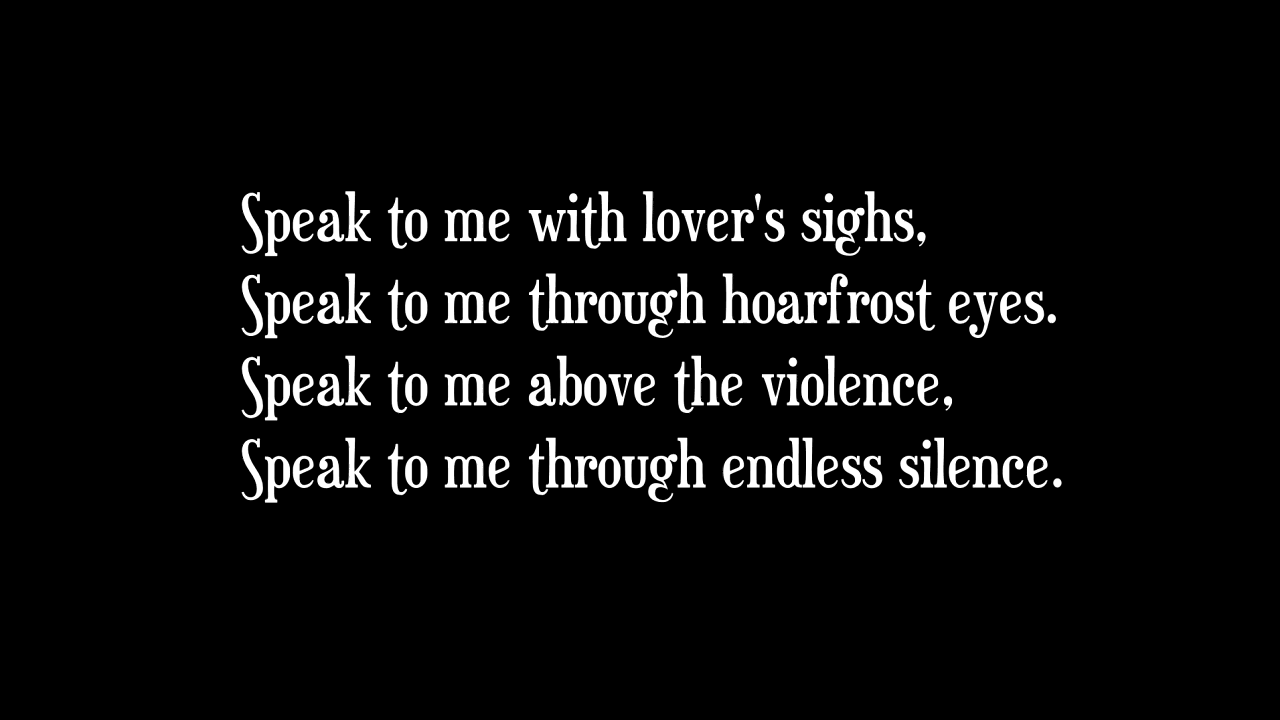 Speak to me with lover's sighs,
Speak to me through hoarfrost eyes.
Speak to me above the violence,
Speak to me through endless silence.